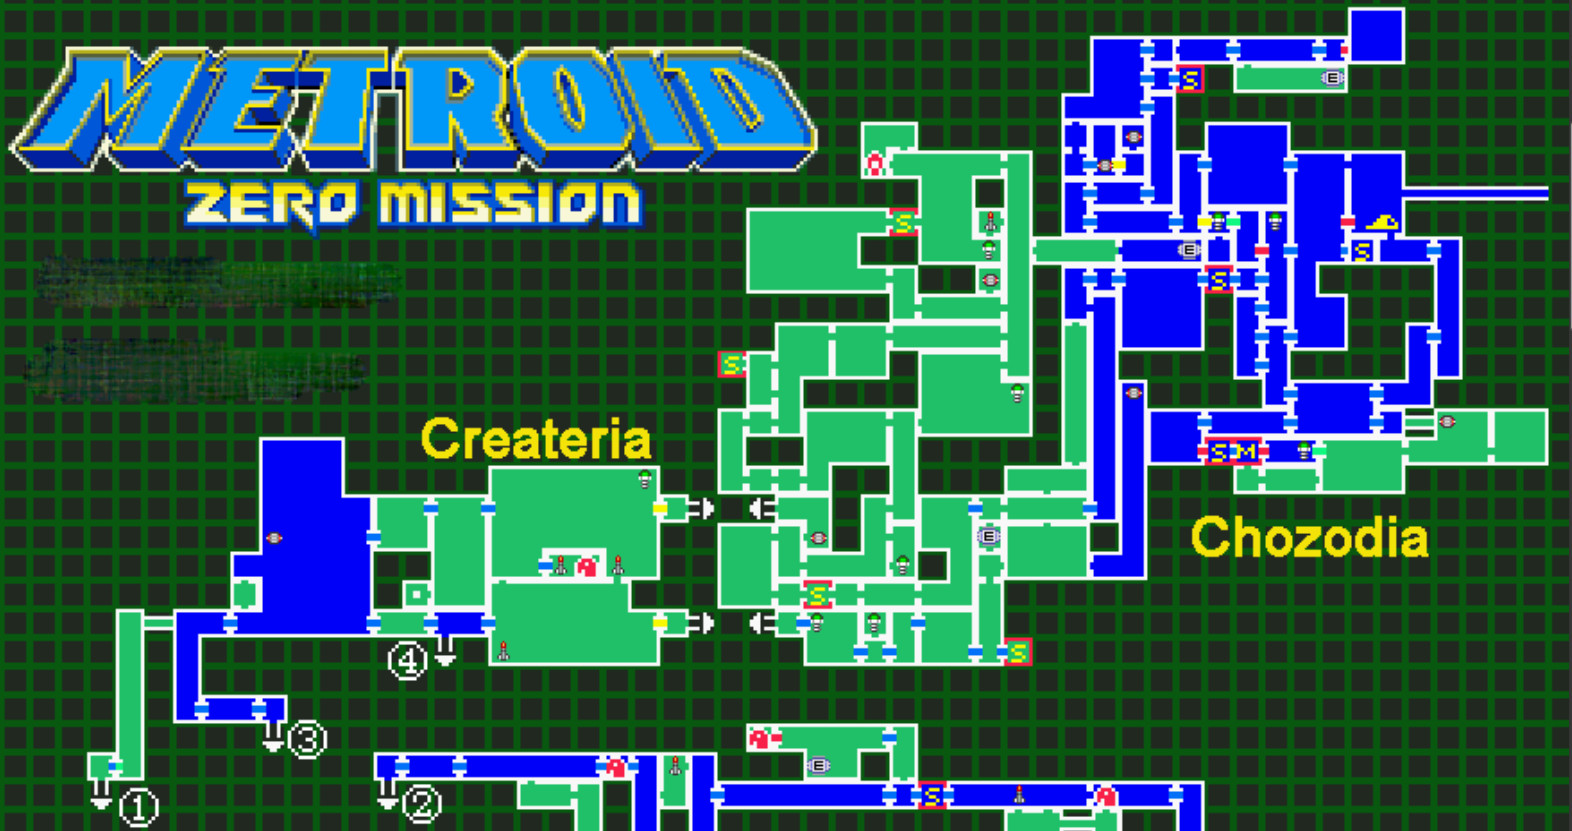 METROID
ZERO MISSION
Createria
Chozodia
S
E
S
E
S
S
S
S
M
E
S
S
④
③
①
②
E
S